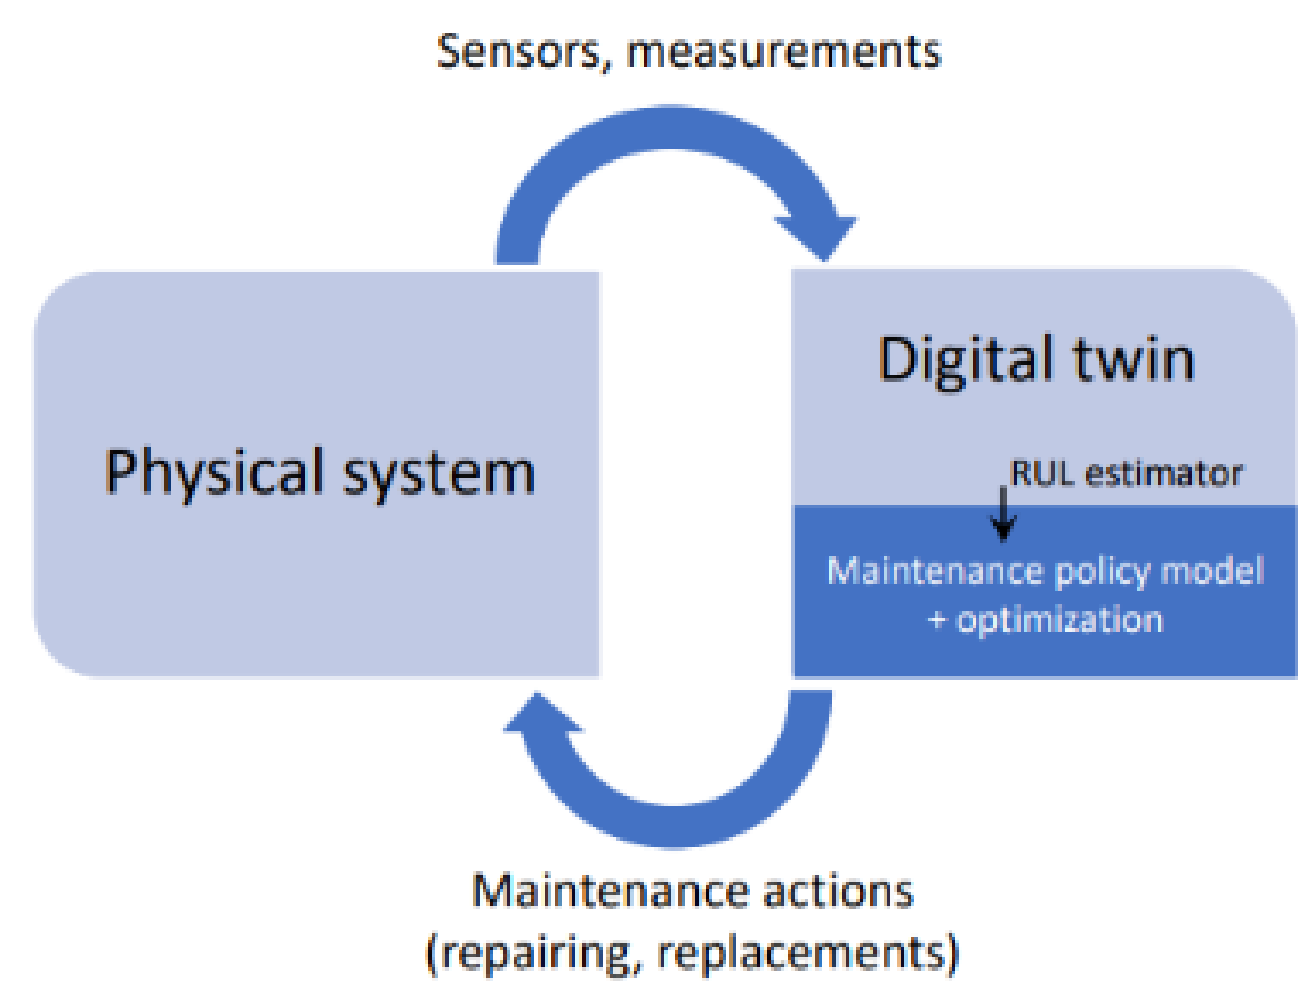 Sensors, measurements
Physical system
Digital twin
RUL estimator
Maintenance policy model
+ optimization
Maintenance actions
(repairing, replacements)